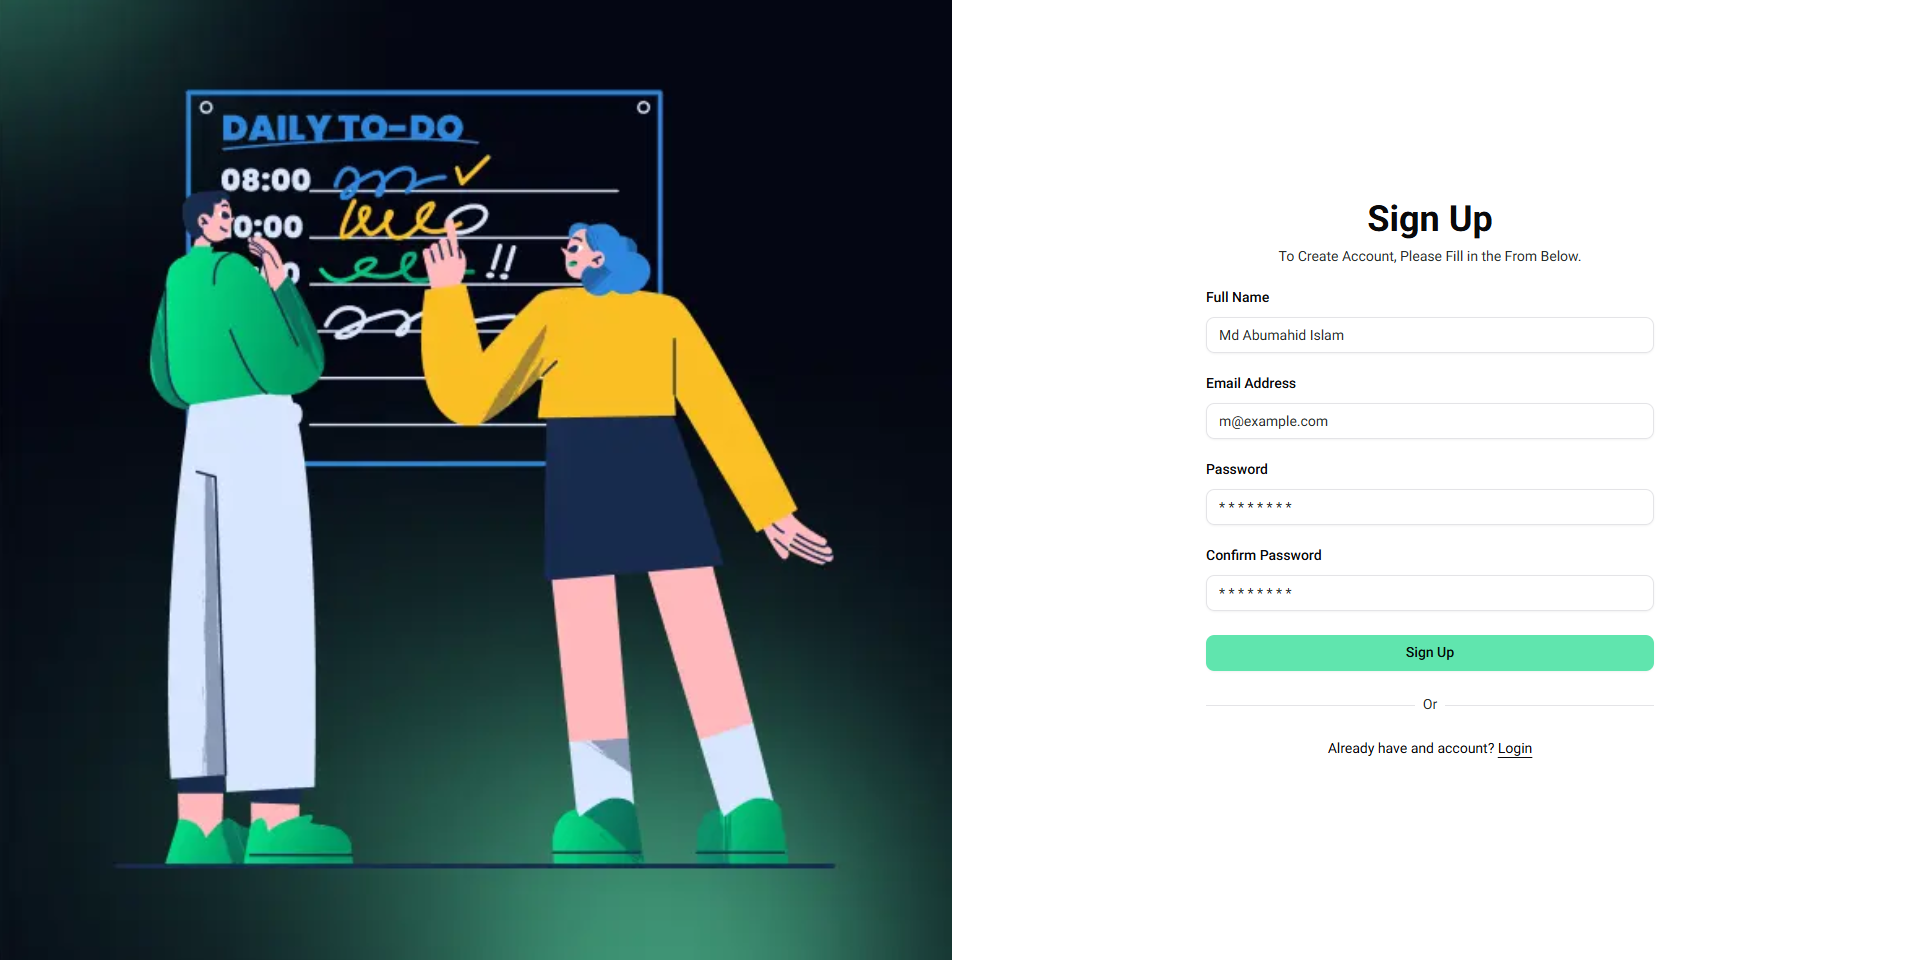 DAILY TO-DO
08:00
0:00
0
!!
Sign Up
To Create Account, Please Fill in the From Below.
Full Name
Md Abumahid Islam
Email Address
m@example.com
Password
********
Confirm Password
********
Sign Up
Or
Already have and account? Login